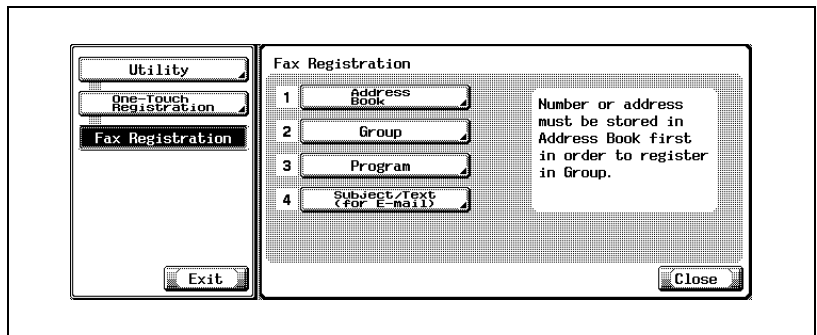 Utility
One-Touch
Registration
Fax Registration
Exit
Fax Registration
1 Address
Book
2 Group
3 Program
4 Subject/Text
(for E-mail)
Number or address
must be stored in
Address Book first
in order to register
in Group.
Close